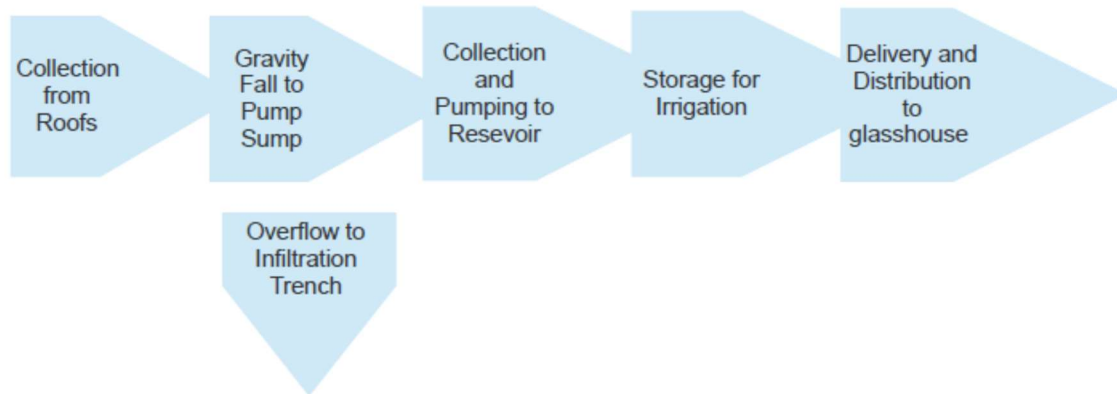 Collection
from
Roofs
Gravity
Fall to
Pump
Sump
Collection
and
Pumping to
Resevoir
Storage for
Irrigation
Delivery and
Distribution
to
glasshouse
Overflow to
Infiltration
Trench